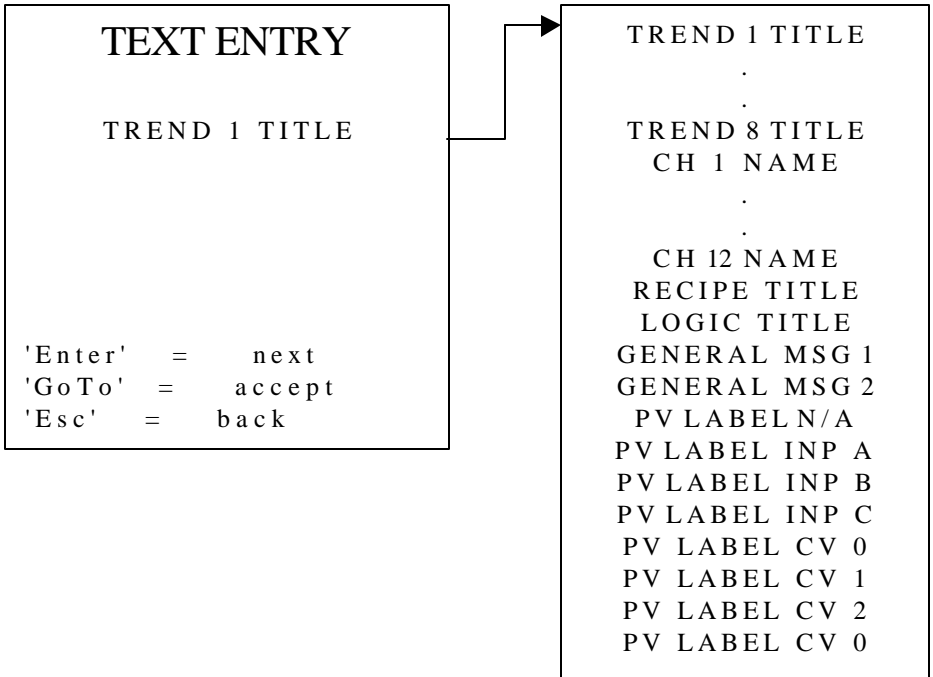 TEXT ENTRY
TREND 1 TITLE
'Enter' = next
'GoTo' = accept
'Esc' = back
TREND 1 TITLE
.
.
TREND 8 TITLE
CH 1 NAME
.
.
CH 12 NAME
RECIPE TITLE
LOGIC TITLE
GENERAL MSG 1
GENERAL MSG 2
PV LABEL N/A
PV LABEL INP A
PV LABEL INP B
PV LABEL INP C
PV LABEL CV 0
PV LABEL CV 1
PV LABEL CV 2
PV LABEL CV 0